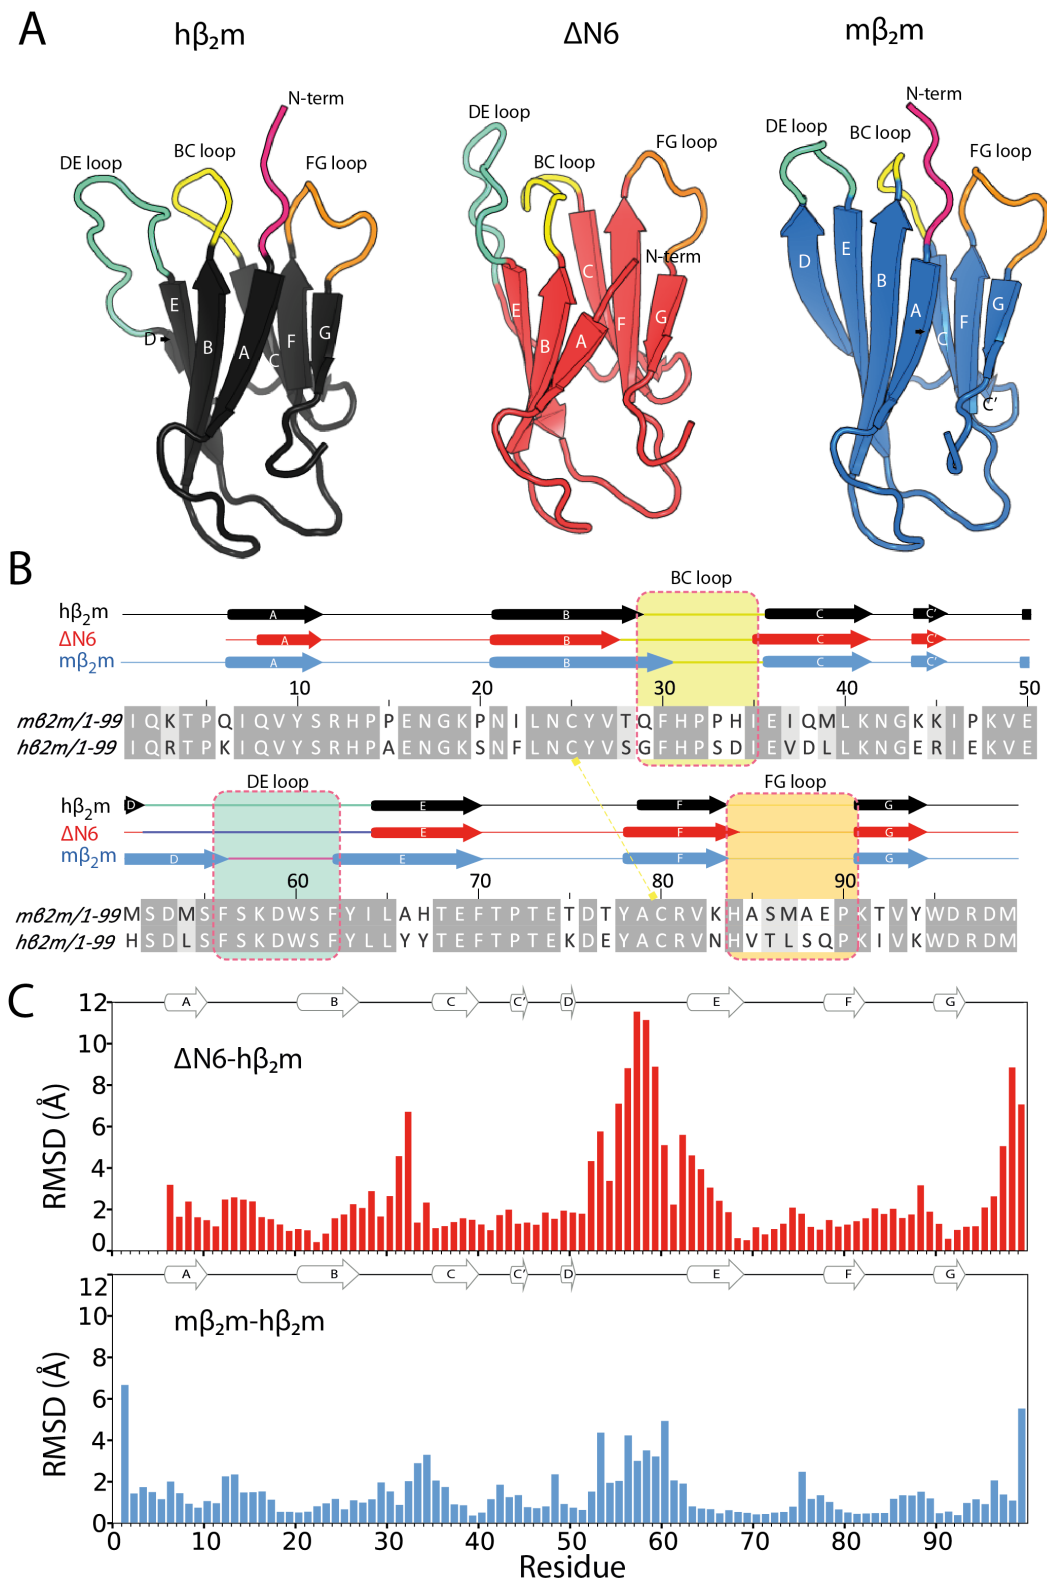 A
hβ₂m
ΔN6
mβ₂m
N-term
DE loop
BC loop
FG loop
D
E
B
A
C
F
G
DE loop
BC loop
FG loop
N-term
E
B
A
C
F
G
N-term
DE loop
BC loop
FG loop
D
E
B
A
C
F
G
C'
B
BC loop
hβ₂m A B C C'
ΔN6 A B C C'
mβ₂m A B C C'
10 20 30 40 50
mβ2m/1-99 IQKTPQIQVYSRHPPENGKPNILNCYVTQFHPPHIEIQMLKNGKKIPKVE
hβ2m/1-99 IQRTPKIQVYSRHPAENGKSNFLNCYVSGFHPSDIEVDLLKNGERIEKVE
DE loop FG loop
hβ₂m D E F G
ΔN6 E F G
mβ₂m D E F G
60 70 80 90
mβ2m/1-99 MSDMSFSKDWSFYILAHTEFTPTETDTYACRVKHASMAEPKTVYWDRDM
hβ2m/1-99 HSDLSFSKDWSFYLLYYTEFTPTEKDEYACRVNHVTLSQPKIVKWDRDM
C
A B C C' D E F G
ΔN6-hβ₂m
RMSD (Å)
12
10
8
6
4
2
0
A B C C' D E F G
mβ₂m-hβ₂m
RMSD (Å)
12
10
8
6
4
2
0
0 10 20 30 40 50 60 70 80 90
Residue